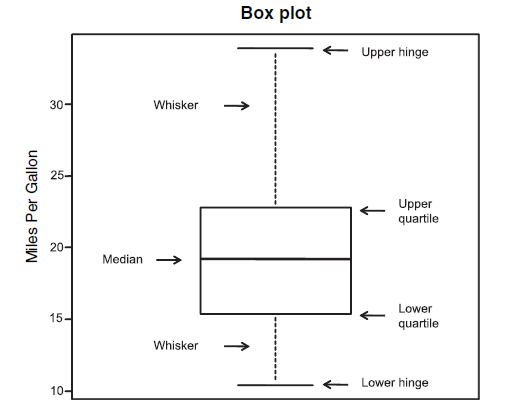 Box plot
Upper hinge
Whisker
30
25
Miles Per Gallon
Upper
quartile
20
Median
Lower
quartile
15
Whisker
Lower hinge
10